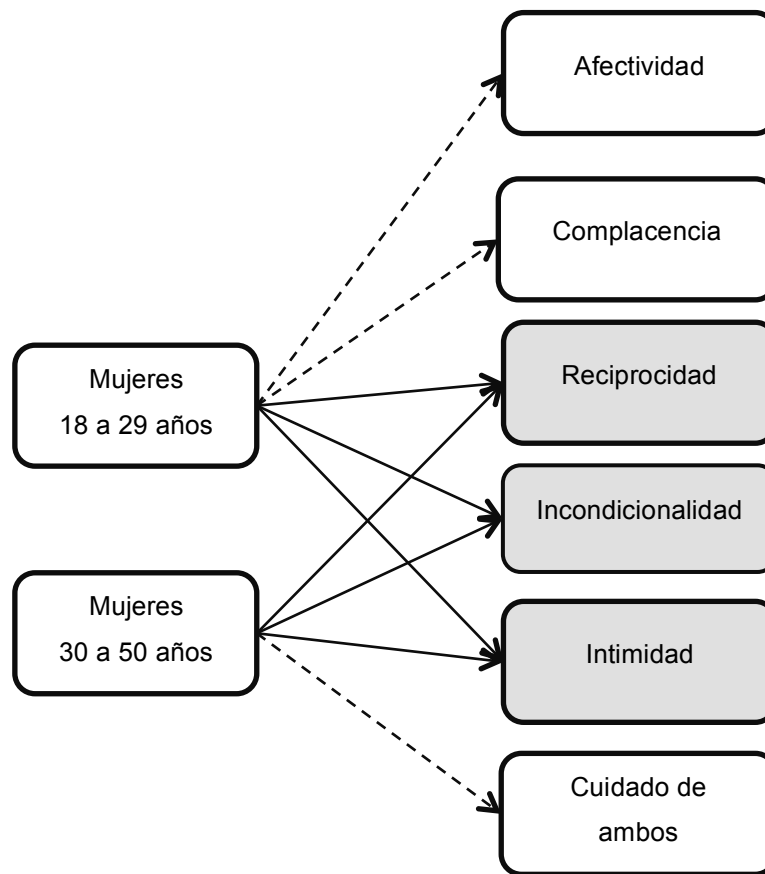 Afectividad
Complacencia
Mujeres
18 a 29 años
Reciprocidad
Incondicionalidad
Mujeres
30 a 50 años
Intimidad
Cuidado de
ambos